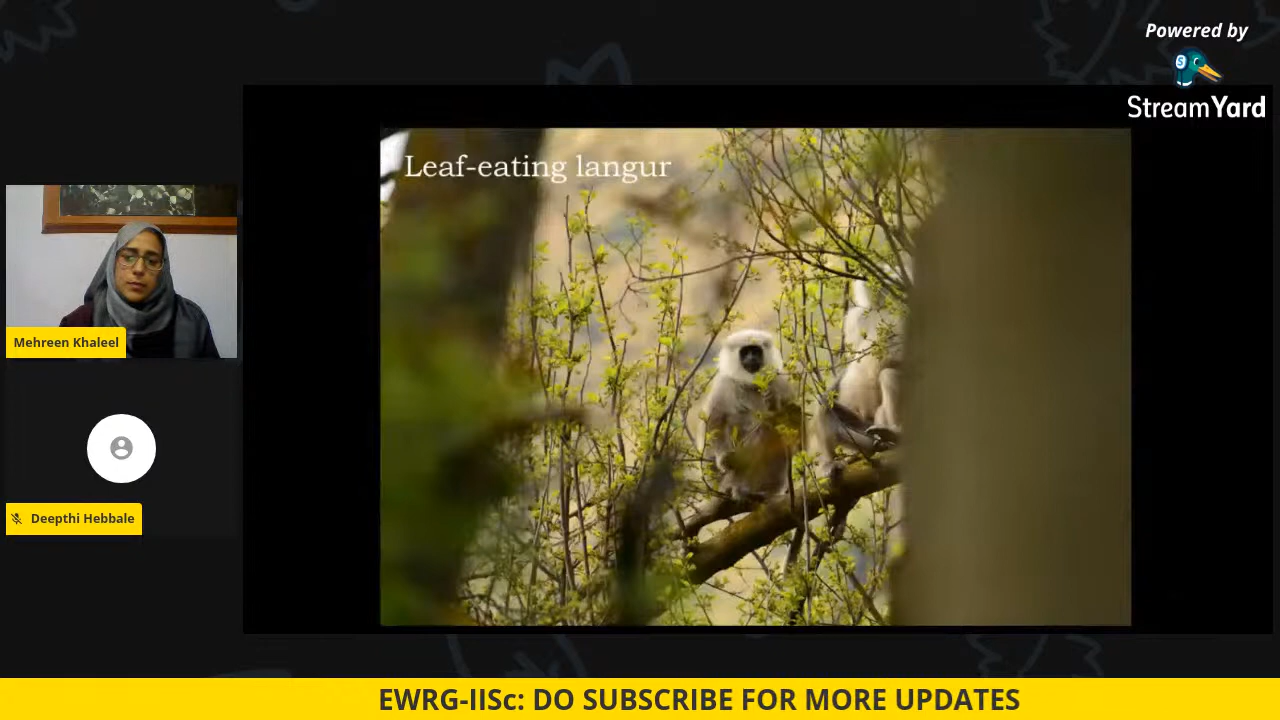 Powered by
S
StreamYard
Leaf-eating langur
Mehreen Khaleel
Deepthi Hebbale
EWRG-IISc: DO SUBSCRIBE FOR MORE UPDATES